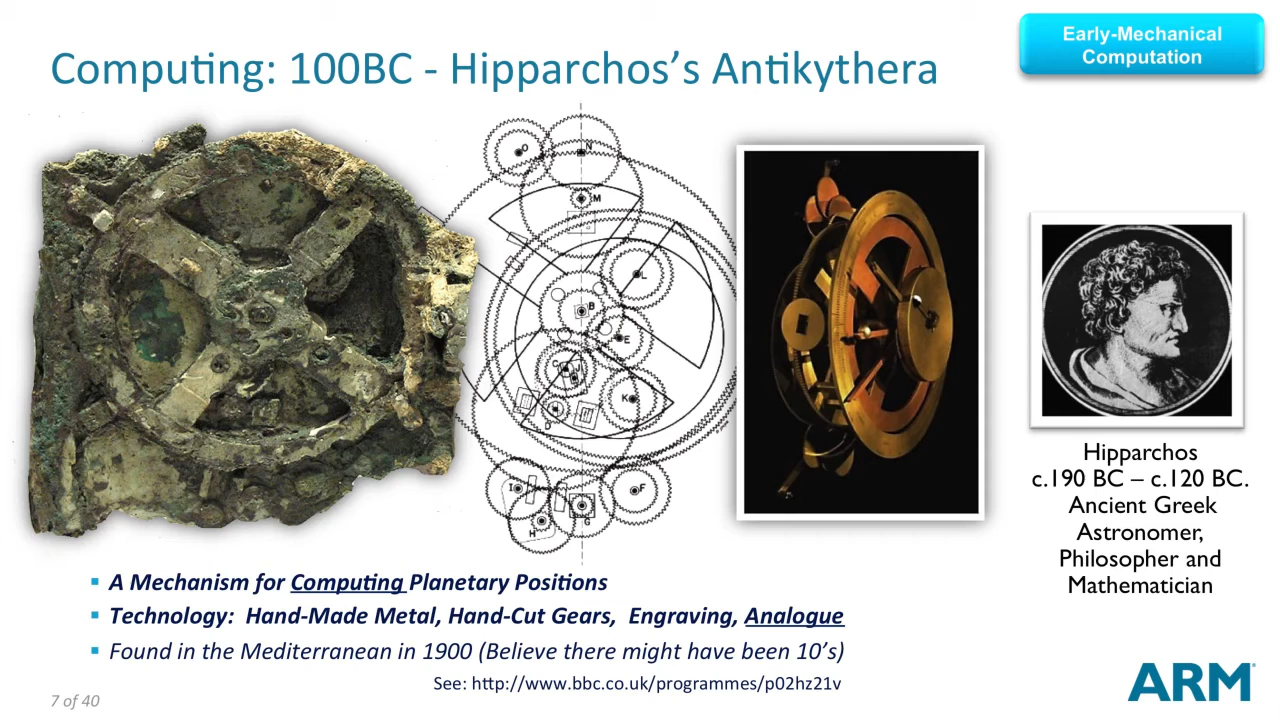 Early-Mechanical
Computation
Computing: 100BC - Hipparchos’s Antikythera
O
N
M
L
B
E
C
J
K
D
I
F
G
H
Hipparchos
c.190 BC – c.120 BC.
Ancient Greek
Astronomer,
Philosopher and
Mathematician
A Mechanism for Computing Planetary Positions
Technology: Hand-Made Metal, Hand-Cut Gears, Engraving, Analogue
Found in the Mediterranean in 1900 (Believe there might have been 10’s)
See: http://www.bbc.co.uk/programmes/p02hz21v
7 of 40
ARM